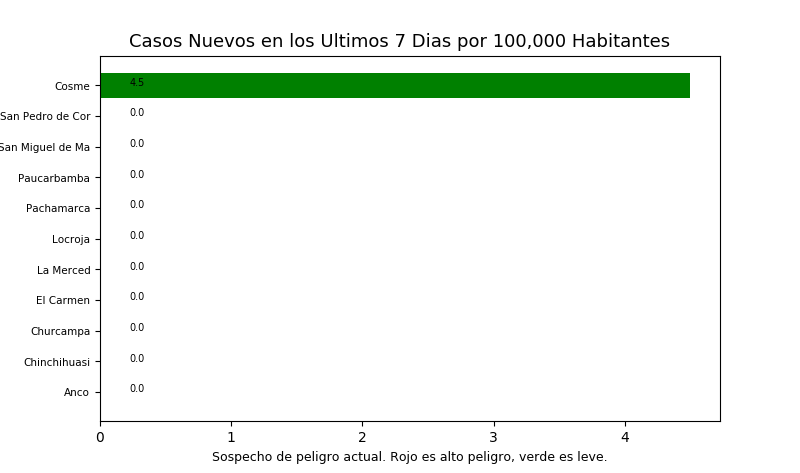 Casos Nuevos en los Ultimos 7 Dias por 100,000 Habitantes
Cosme 4.5
San Pedro de Cor 0.0
San Miguel de Ma 0.0
Paucarbamba 0.0
Pachamarca 0.0
Locroja 0.0
La Merced 0.0
El Carmen 0.0
Churcampa 0.0
Chinchihuasi 0.0
Anco 0.0
0 1 2 3 4
Sospecho de peligro actual. Rojo es alto peligro, verde es leve.